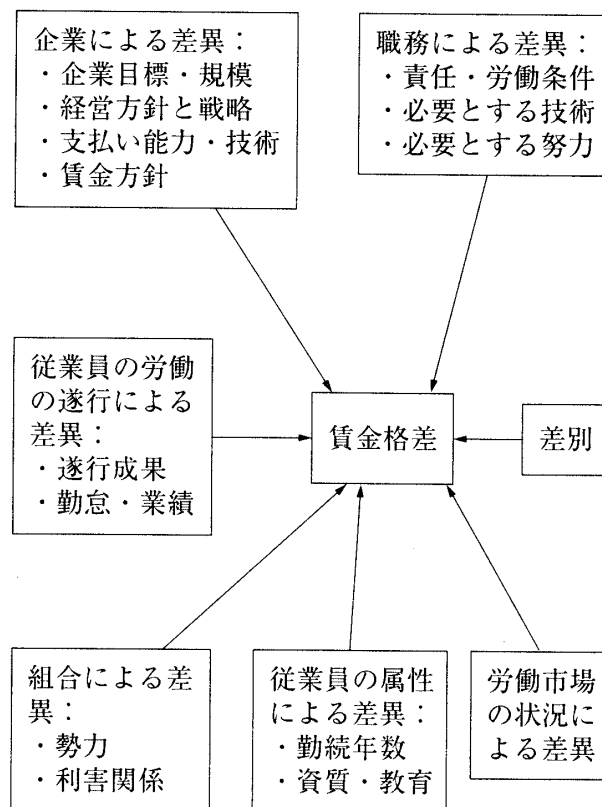 企業による差異：
・企業目標・規模
・経営方針と戦略
・支払い能力・技術
・賃金方針
職務による差異：
・責任・労働条件
・必要とする技術
・必要とする努力
従業員の労働
の遂行による
差異：
・遂行成果
・勤怠・業績
賃金格差
差別
組合による差
異：
・勢力
・利害関係
従業員の属性
による差異：
・勤続年数
・資質・教育
労働市場
の状況に
よる差異